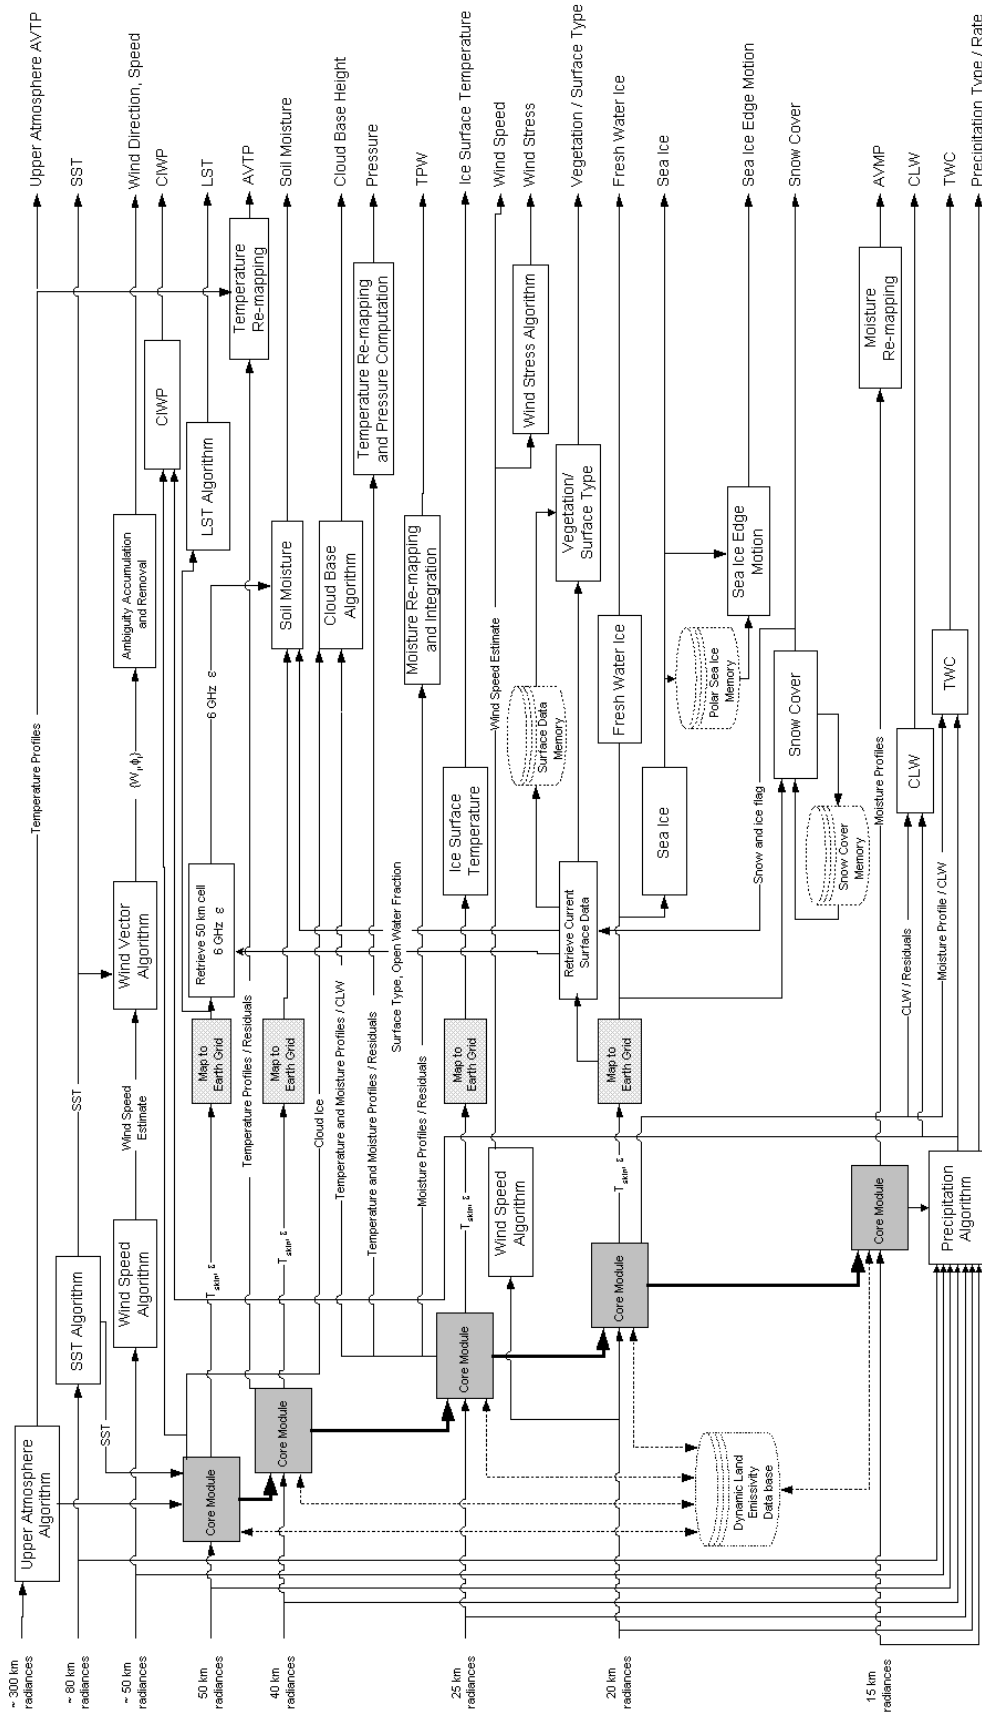 ~ 300 km
radiances
~ 80 km
radiances
~ 50 km
radiances
50 km
radiances
40 km
radiances
25 km
radiances
20 km
radiances
15 km
radiances
Upper Atmosphere
Algorithm
Temperature Profiles
Upper Atmosphere AVTP
SST Algorithm
SST
SST
SST
Wind Speed
Algorithm
Wind Speed
Estimate
Wind Vector
Algorithm
Ambiguity Accumulation
and Removal
Wind Direction, Speed
CIWP
CIWP
Core Module
Tskin, ε
Map to
Earth Grid
Retrieve 50 km cell
6 GHz ε
6 GHz ε
LST Algorithm
LST
Temperature Profiles / Residuals
Temperature
Re-mapping
AVTP
Core Module
Tskin, ε
Map to
Earth Grid
Soil Moisture
Soil Moisture
Cloud Ice
Temperature and Moisture Profiles / CLW
Cloud Base
Algorithm
Cloud Base Height
Temperature and Moisture Profiles / Residuals
Temperature Re-mapping
and Pressure Computation
Pressure
Surface Type, Open Water Fraction
Moisture Profiles / Residuals
Moisture Re-mapping
and Integration
TPW
Core Module
Tskin, ε
Map to
Earth Grid
Ice Surface
Temperature
Ice Surface Temperature
Wind Speed
Algorithm
Wind Speed Estimate
Wind Speed
Wind Stress Algorithm
Wind Stress
Surface Data
Memory
Retrieve Current
Surface Data
Vegetation/
Surface Type
Vegetation / Surface Type
Core Module
Tskin, ε
Map to
Earth Grid
Fresh Water Ice
Fresh Water Ice
Sea Ice
Sea Ice
Polar Sea Ice
Memory
Sea Ice Edge
Motion
Sea Ice Edge Motion
Snow and ice flag
Snow Cover
Snow Cover
Snow Cover
Memory
Dynamic Land
Emissivity
Data base
Core Module
Moisture Profiles
Moisture
Re-mapping
AVMP
CLW / Residuals
CLW
CLW
Moisture Profile / CLW
TWC
TWC
Precipitation
Algorithm
Precipitation Type / Rate